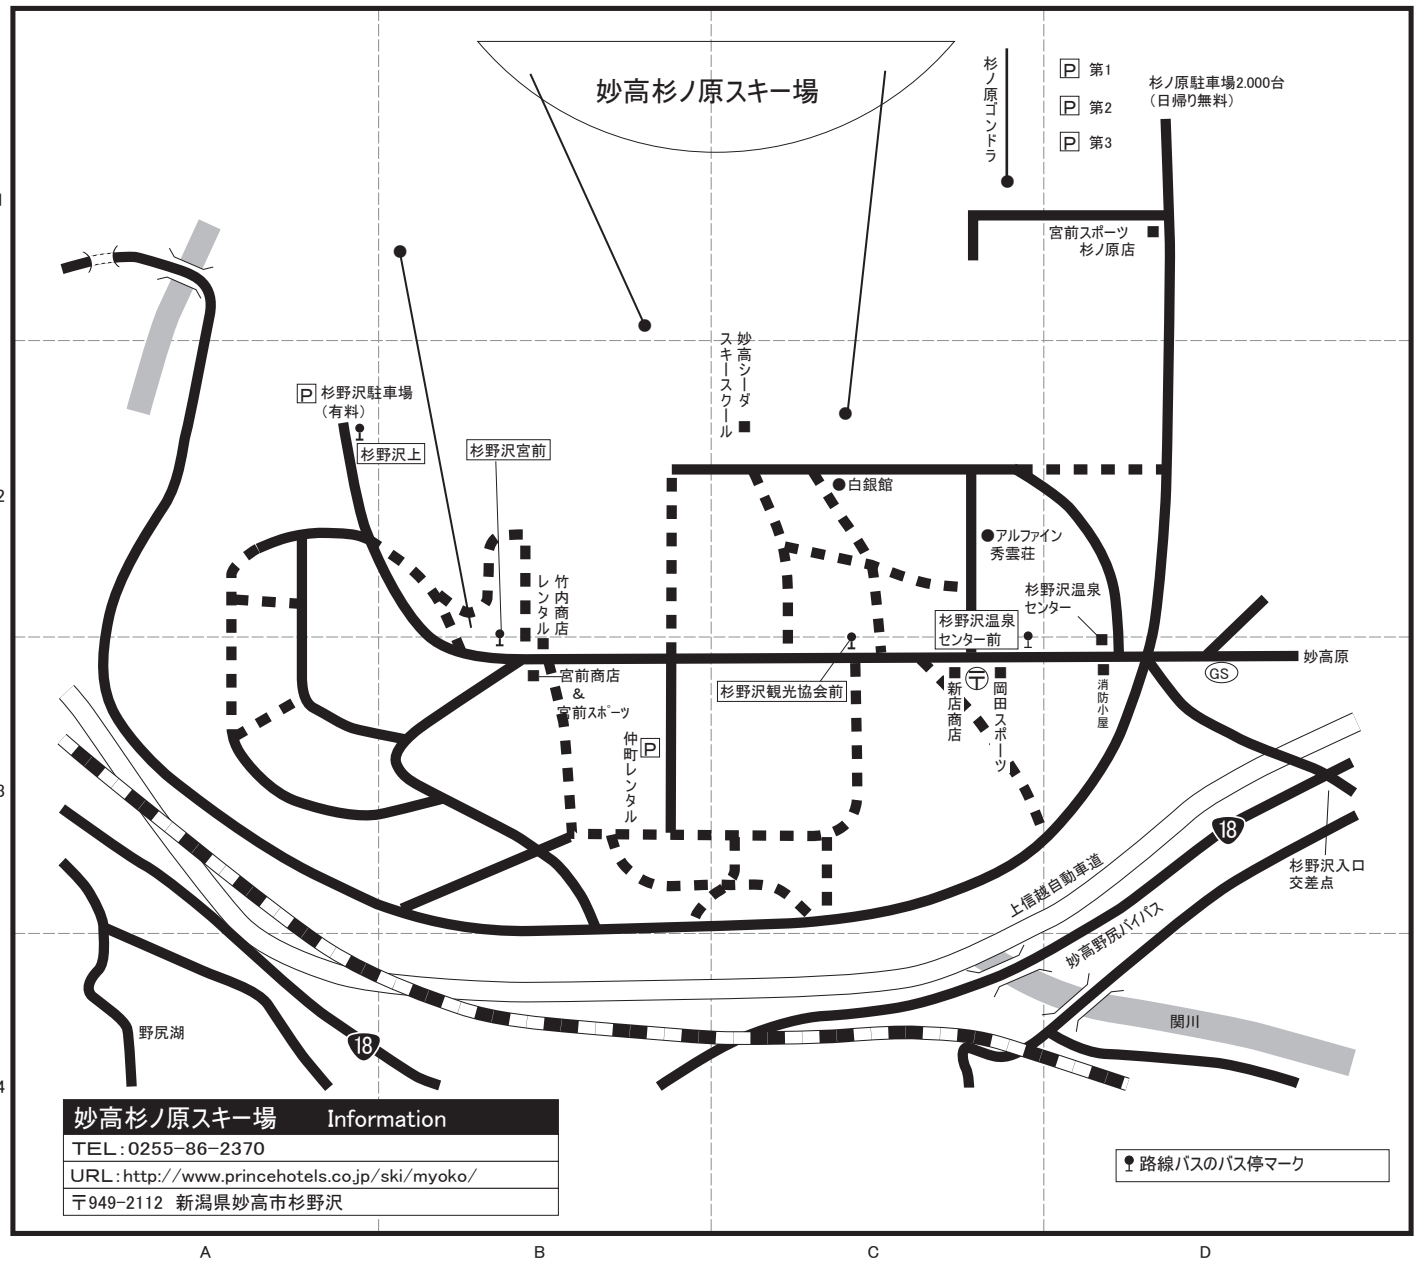 妙高杉ノ原スキー場
杉ノ原ゴンドラ
P 第1
P 第2
P 第3
杉ノ原駐車場2.000台
（日帰り無料）
1
宮前スポーツ
杉ノ原店
妙高シーダ
スキースクール
P 杉野沢駐車場
（有料）
杉野沢上
杉野沢宮前
2
白銀館
アルファイン
秀雲荘
竹内商店
レンタル
杉野沢温泉
センター
杉野沢温泉
センター前
妙高原
GS
宮前商店
&
宮前スポーツ
杉野沢観光協会前
〒
新店商店
岡田スポーツ
消防小屋
仲町レンタル
P
3
18
杉野沢入口
交差点
上信越自動車道
妙高野尻バイパス
関川
野尻湖
18
4
妙高杉ノ原スキー場 Information
TEL:0255-86-2370
URL:http://www.princehotels.co.jp/ski/myoko/
〒949-2112 新潟県妙高市杉野沢
路線バスのバス停マーク
A B C D